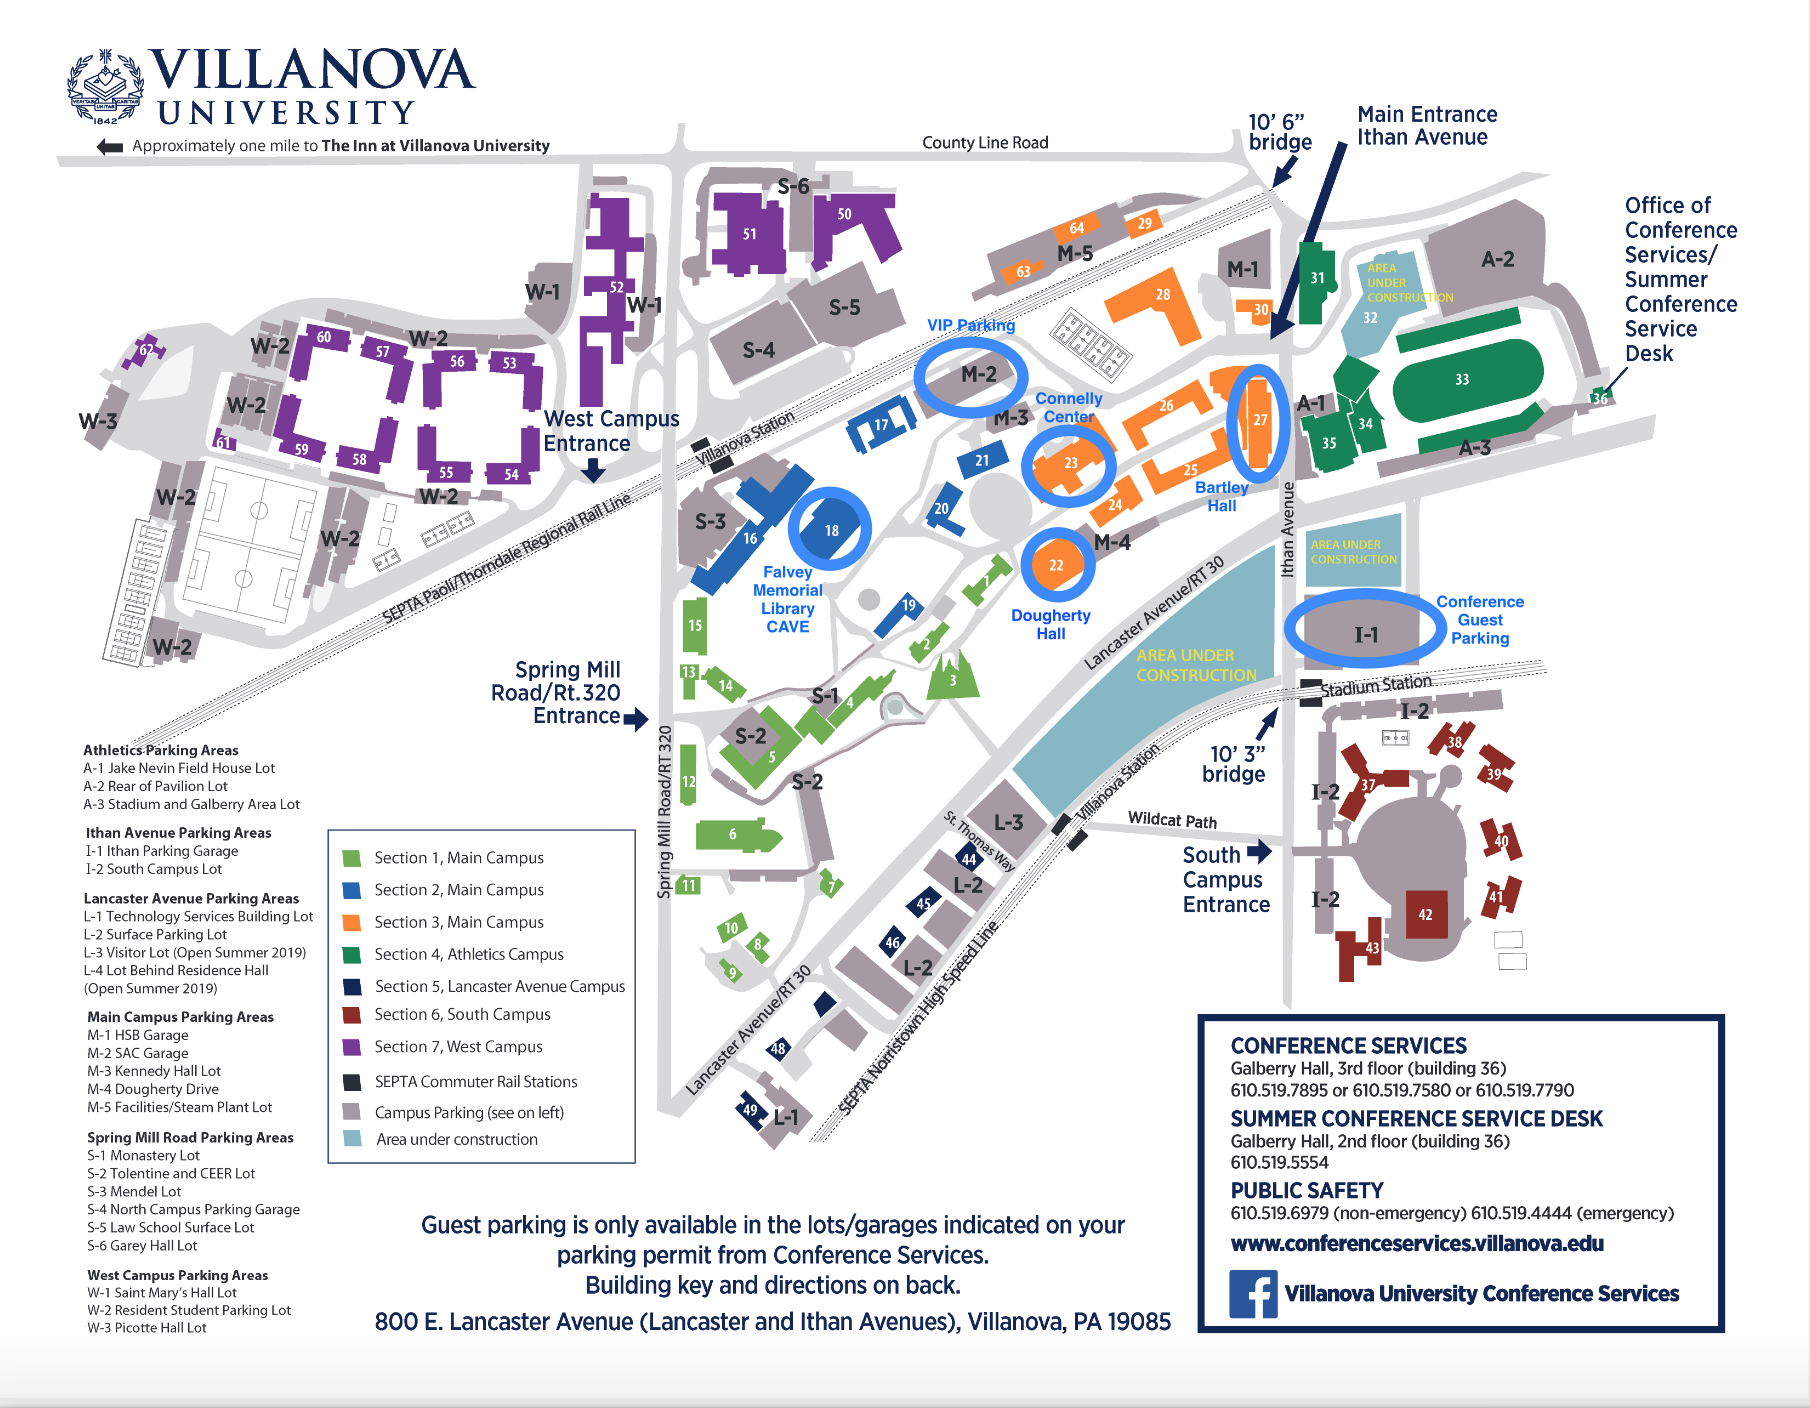 VILLANOVA
UNIVERSITY
VERITAS UNITAS CARITAS
1842
Approximately one mile to The Inn at Villanova University
County Line Road
10' 6"
bridge
Main Entrance
Ithan Avenue
Office of
Conference
Services/
Summer
Conference
Service
Desk
S-6
50
51
64
29
M-5
63
M-1
31
AREA
UNDER
CONSTRUCTION
32
A-2
W-1
52
W-1
S-5
28
30
62
60
W-2
57
W-2
56
53
S-4
VIP Parking
M-2
33
W-3
W-2
61
59
58
55
54
West Campus
Entrance
Villanova Station
17
M-3
Connelly
Center
26
27
A-1
34
36
35
A-3
W-2
W-2
W-2
S-3
16
18
21
20
23
25
24
Bartley
Hall
M-4
Ithan Avenue
AREA UNDER
CONSTRUCTION
Falvey
Memorial
Library
CAVE
22
Dougherty
Hall
1
19
2
3
Lancaster Avenue/RT 30
AREA UNDER
CONSTRUCTION
I-1
Conference
Guest
Parking
W-2
SEPTA Paoli/Thorndale Regional Rail Line
15
13
14
S-1
4
Spring Mill
Road/Rt.320
Entrance
S-2
5
Stadium Station
I-2
10' 3"
bridge
38
39
37
I-2
12
S-2
Spring Mill Road/RT 320
6
11
7
10
8
9
L-3
Villanova Station
St. Thomas Way
Wildcat Path
South
Campus
Entrance
40
41
42
43
I-2
44
L-2
45
46
L-2
48
49
L-1
Lancaster Avenue/RT 30
SEPTA Norristown High Speed Line
Athletics Parking Areas
A-1 Jake Nevin Field House Lot
A-2 Rear of Pavilion Lot
A-3 Stadium and Galberry Area Lot
Ithan Avenue Parking Areas
I-1 Ithan Parking Garage
I-2 South Campus Lot
Lancaster Avenue Parking Areas
L-1 Technology Services Building Lot
L-2 Surface Parking Lot
L-3 Visitor Lot (Open Summer 2019)
L-4 Lot Behind Residence Hall
(Open Summer 2019)
Main Campus Parking Areas
M-1 HSB Garage
M-2 SAC Garage
M-3 Kennedy Hall Lot
M-4 Dougherty Drive
M-5 Facilities/Steam Plant Lot
Spring Mill Road Parking Areas
S-1 Monastery Lot
S-2 Tolentine and CEER Lot
S-3 Mendel Lot
S-4 North Campus Parking Garage
S-5 Law School Surface Lot
S-6 Garey Hall Lot
West Campus Parking Areas
W-1 Saint Mary's Hall Lot
W-2 Resident Student Parking Lot
W-3 Picotte Hall Lot
Section 1, Main Campus
Section 2, Main Campus
Section 3, Main Campus
Section 4, Athletics Campus
Section 5, Lancaster Avenue Campus
Section 6, South Campus
Section 7, West Campus
SEPTA Commuter Rail Stations
Campus Parking (see on left)
Area under construction
Guest parking is only available in the lots/garages indicated on your
parking permit from Conference Services.
Building key and directions on back.
800 E. Lancaster Avenue (Lancaster and Ithan Avenues), Villanova, PA 19085
CONFERENCE SERVICES
Galberry Hall, 3rd floor (building 36)
610.519.7895 or 610.519.7580 or 610.519.7790
SUMMER CONFERENCE SERVICE DESK
Galberry Hall, 2nd floor (building 36)
610.519.5554
PUBLIC SAFETY
610.519.6979 (non-emergency) 610.519.4444 (emergency)
www.conferenceservices.villanova.edu
Villanova University Conference Services